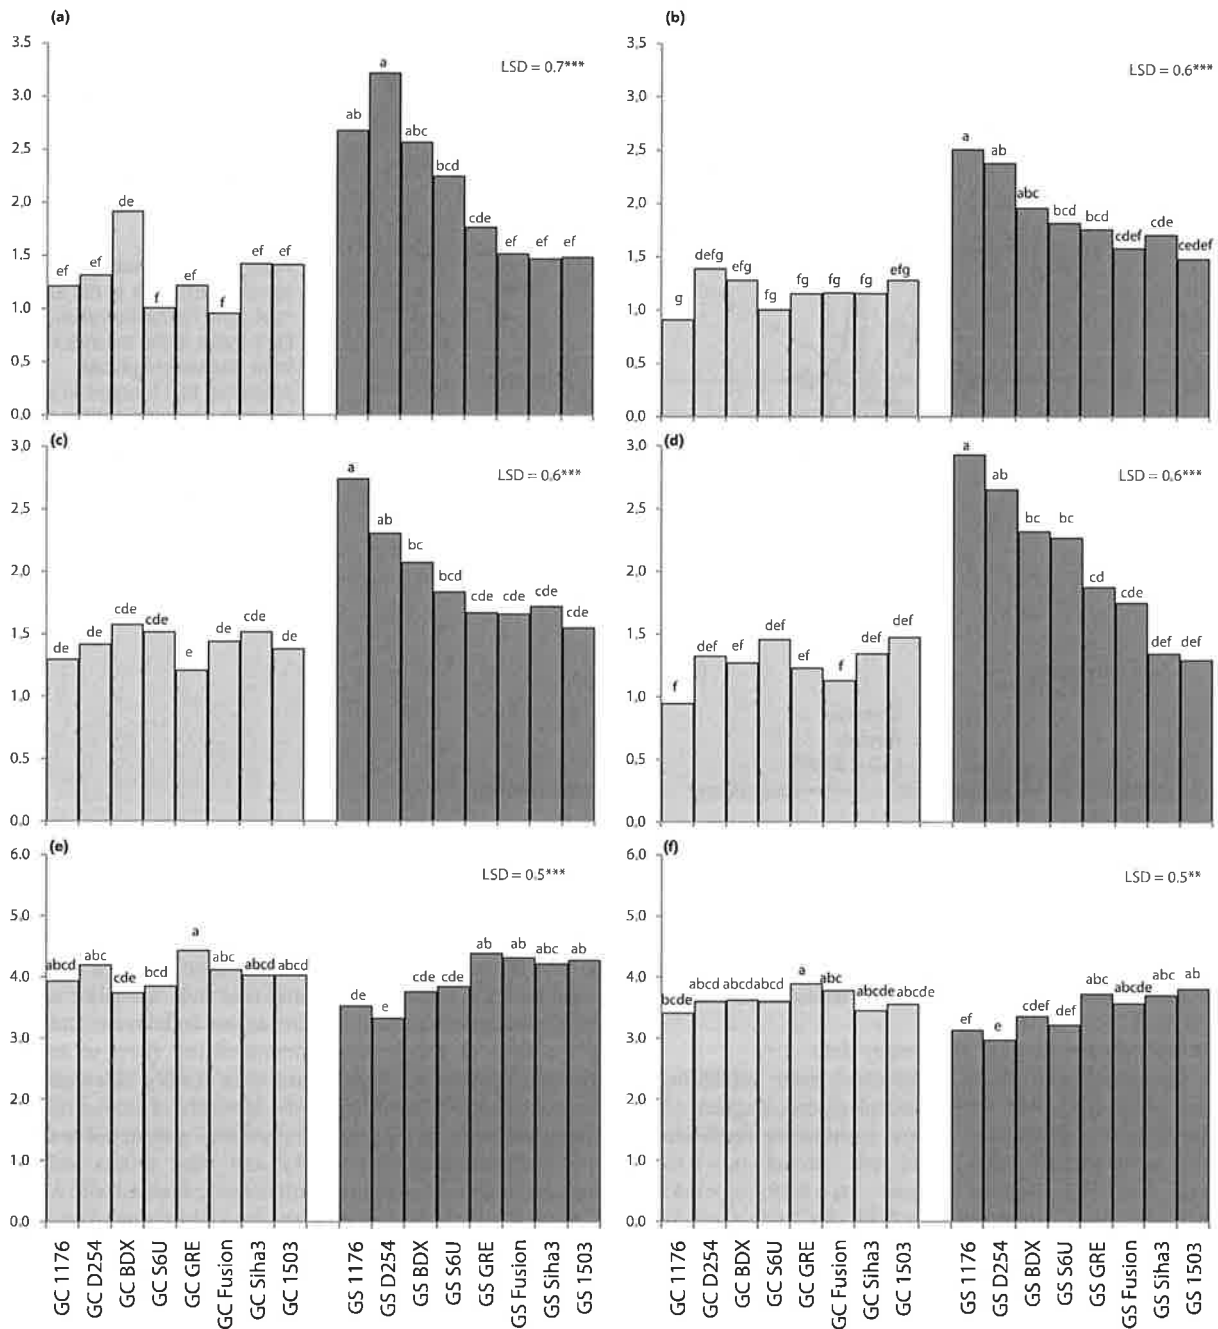 (a)
3.5
3.0
2.5
2.0
1.5
1.0
0.5
0.0
LSD = 0.7***
ef
ef
de
f
ef
f
ef
ef
ab
a
abc
bcd
cde
ef
ef
ef
(b)
3,5
3,0
2,5
2,0
1,5
1,0
0,5
0,0
LSD = 0.6***
g
defg
efg
fg
fg
fg
fg
efg
a
ab
abc
bcd
bcd
cdef
cde
cedef
(c)
3,0
2,5
2,0
1,5
1,0
0,5
0,0
LSD = 0.6***
de
de
cde
cde
e
de
cde
de
a
ab
bc
bcd
cde
cde
cde
cde
(d)
3,0
2,5
2,0
1,5
1,0
0,5
0,0
LSD = 0.6***
f
def
ef
def
ef
f
def
def
a
ab
bc
bc
cd
cde
def
def
(e)
6.0
5.0
4.0
3.0
2.0
1.0
0.0
LSD = 0.5***
abcd
abc
cde
bcd
a
abc
abcd
abcd
de
e
cde
cde
ab
ab
abc
ab
GC 1176
GC D254
GC BDX
GC S6U
GC GRE
GC Fusion
GC Siha3
GC 1503
GS 1176
GS D254
GS BDX
GS S6U
GS GRE
GS Fusion
GS Siha3
GS 1503
(f)
6,0
5,0
4,0
3,0
2,0
1,0
0,0
LSD = 0.5**
bcde
abcd
abcd
abcd
a
abc
abcde
abcde
ef
e
cdef
def
abc
abcde
abc
ab
GC 1176
GC D254
GC BDX
GC S6U
GC GRE
GC Fusion
GC Siha3
GC 1503
GS 1176
GS D254
GS BDX
GS S6U
GS GRE
GS Fusion
GS Siha3
GS 1503